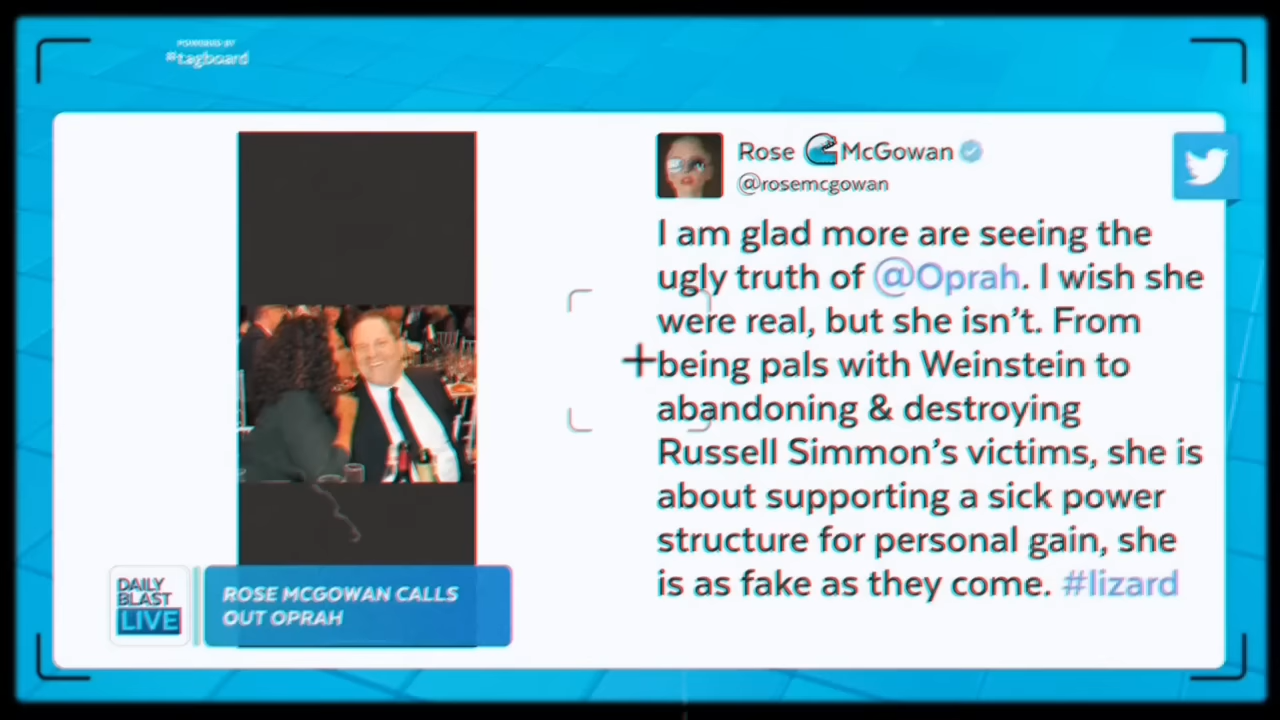 POWERED BY
#tagboard
Rose McGowan
@rosemcgowan
I am glad more are seeing the
ugly truth of @Oprah. I wish she
were real, but she isn't. From
being pals with Weinstein to
abandoning & destroying
Russell Simmon's victims, she is
about supporting a sick power
structure for personal gain, she
is as fake as they come. #lizard
DAILY
BLAST
LIVE
ROSE MCGOWAN CALLS
OUT OPRAH